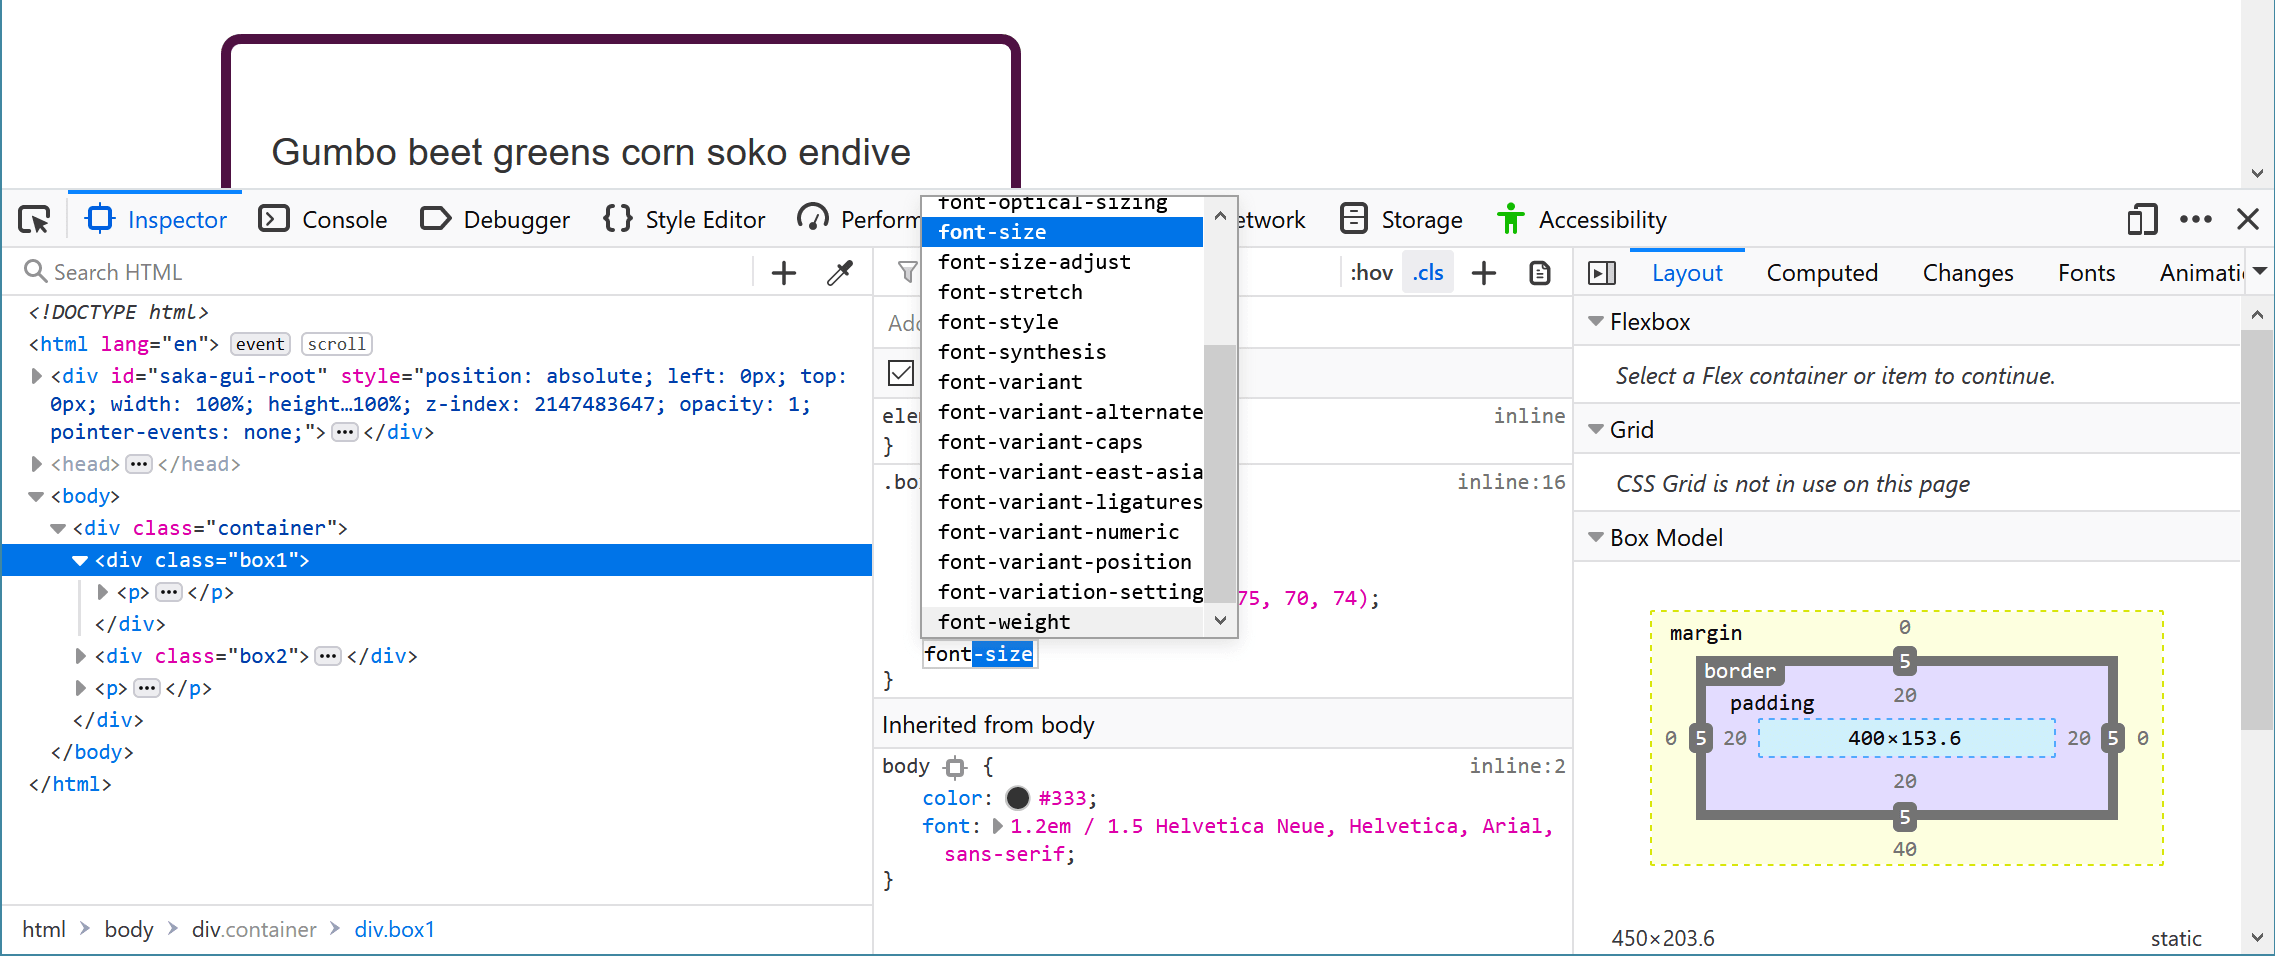 Gumbo beet greens corn soko endive
Inspector Console Debugger {} Style Editor Storage Accessibility
Search HTML
<!DOCTYPE html>
<html lang="en"> event scroll
<div id="saka-gui-root" style="position: absolute; left: 0px; top:
0px; width: 100%; height…100%; z-index: 2147483647; opacity: 1;
pointer-events: none;"> ••• </div>
<head> ••• </head>
<body>
<div class="container">
<div class="box1">
<p> ••• </p>
</div>
<div class="box2"> ••• </div>
<p> ••• </p>
</div>
</body>
</html>
html > body > div.container > div.box1
font-optical-sizing
font-size
font-size-adjust
font-stretch
font-style
font-synthesis
font-variant
font-variant-alternate
font-variant-caps
font-variant-east-asia
font-variant-ligatures
font-variant-numeric
font-variant-position
font-variation-setting
font-weight
:hov .cls +
inline
}
inline:16
75, 70, 74);
font-size
}
Inherited from body
body {
inline:2
color: #333;
font: 1.2em / 1.5 Helvetica Neue, Helvetica, Arial,
sans-serif;
}
Layout Computed Changes Fonts Animati
Flexbox
Select a Flex container or item to continue.
Grid
CSS Grid is not in use on this page
Box Model
margin 0
border 5
20
padding
0 5 20 400×153.6 20 5 0
20
5
40
450×203.6 static